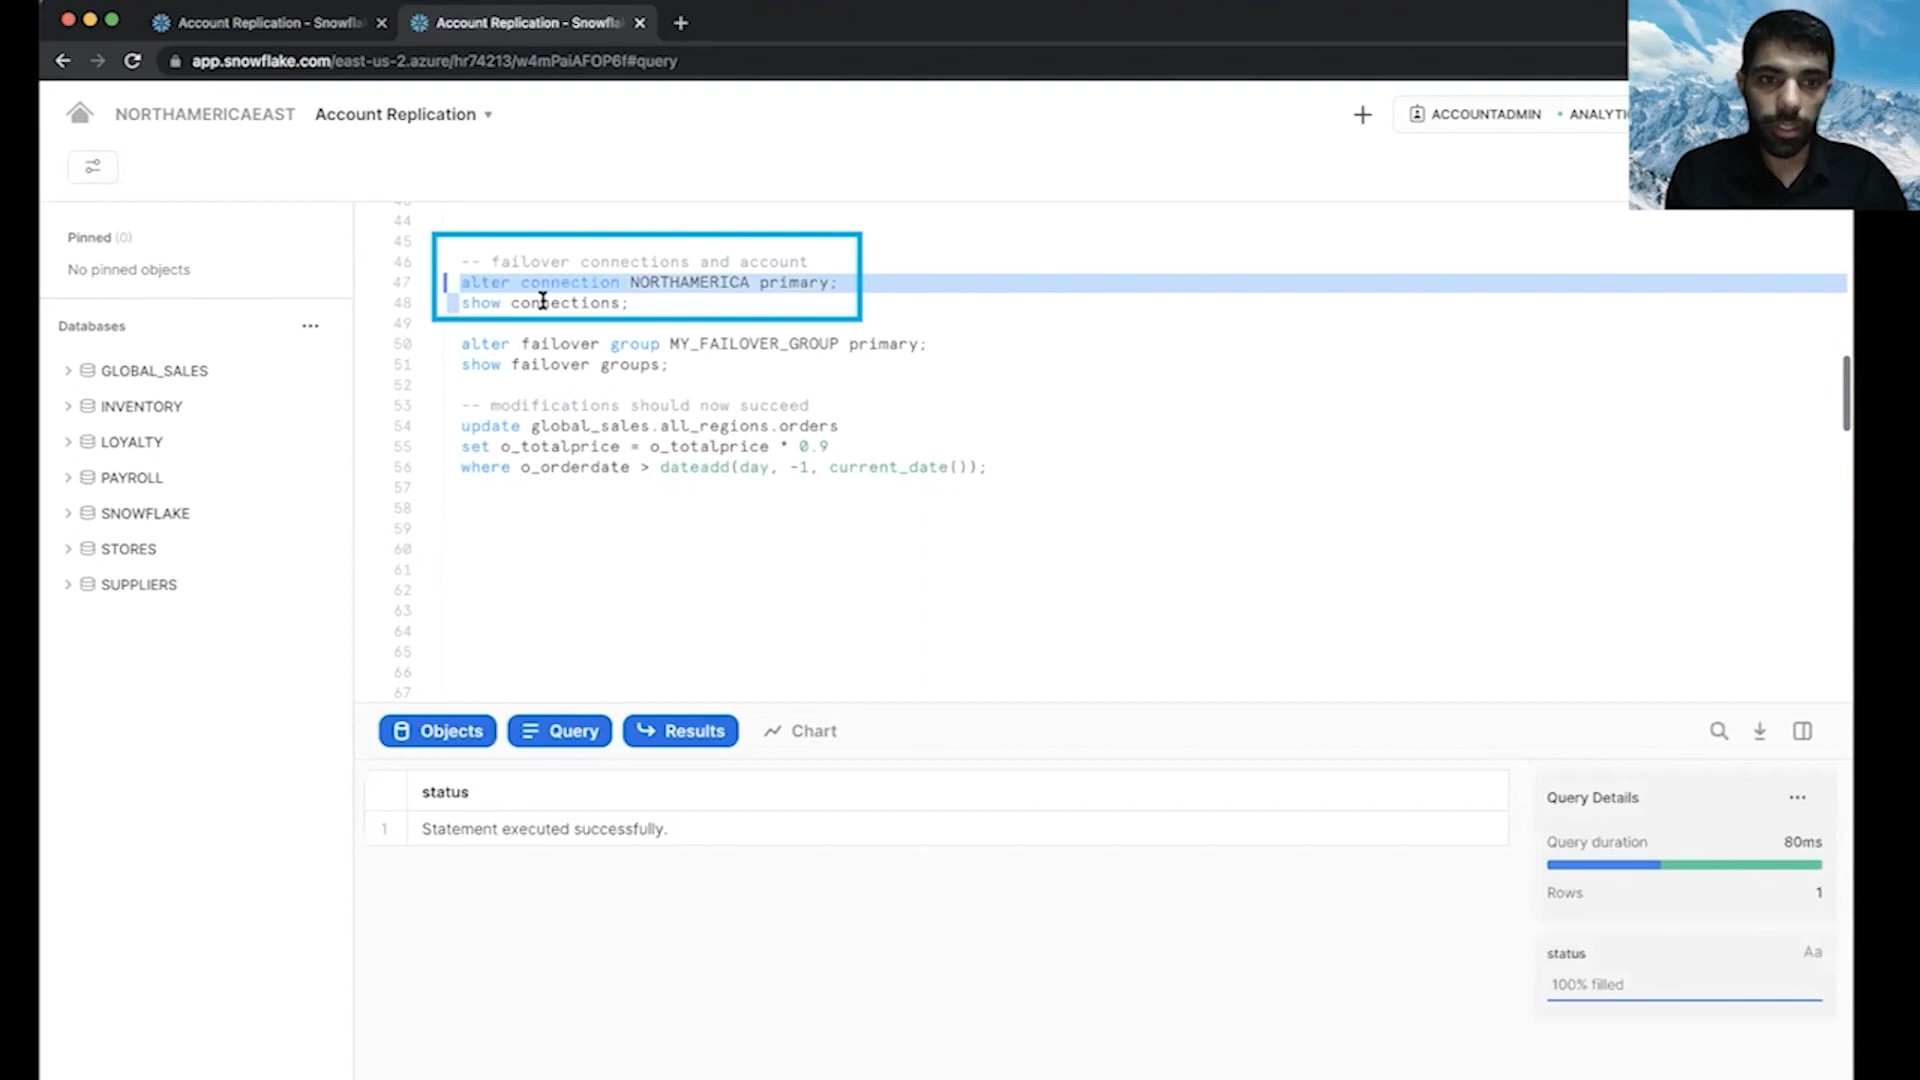 Account Replication – Snowfla
Account Replication – Snowfla
app.snowflake.com/east-us-2.azure/hr74213/w4mPaiAFOP6f#query
NORTHAMERICAEAST
Account Replication
ACCOUNTADMIN
ANALYTI
Pinned (0)
No pinned objects
Databases
GLOBAL_SALES
INVENTORY
LOYALTY
PAYROLL
SNOWFLAKE
STORES
SUPPLIERS
44
45
46 -- failover connections and account
47 alter connection NORTHAMERICA primary;
48 show connections;
49
50 alter failover group MY_FAILOVER_GROUP primary;
51 show failover groups;
52
53 -- modifications should now succeed
54 update global_sales.all_regions.orders
55 set o_totalprice = o_totalprice * 0.9
56 where o_orderdate > dateadd(day, -1, current_date());
57
58
59
60
61
62
63
64
65
66
67
Objects
Query
Results
Chart
status
1 Statement executed successfully.
Query Details
Query duration 80ms
Rows 1
status Aa
100% filled